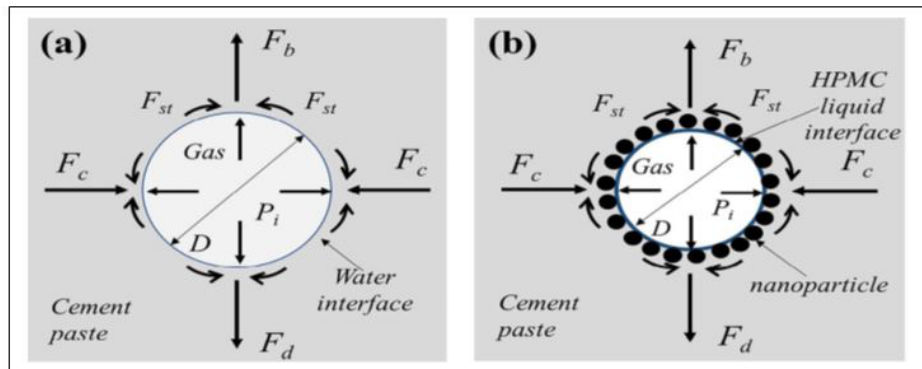 (a)
F_b
F_st F_st
Gas
F_c F_c
P_i
D
Water
interface
Cement
paste
F_d
(b)
F_b
HPMC
liquid
interface
F_st F_st
Gas
F_c F_c
P_i
D
nanoparticle
Cement
paste
F_d